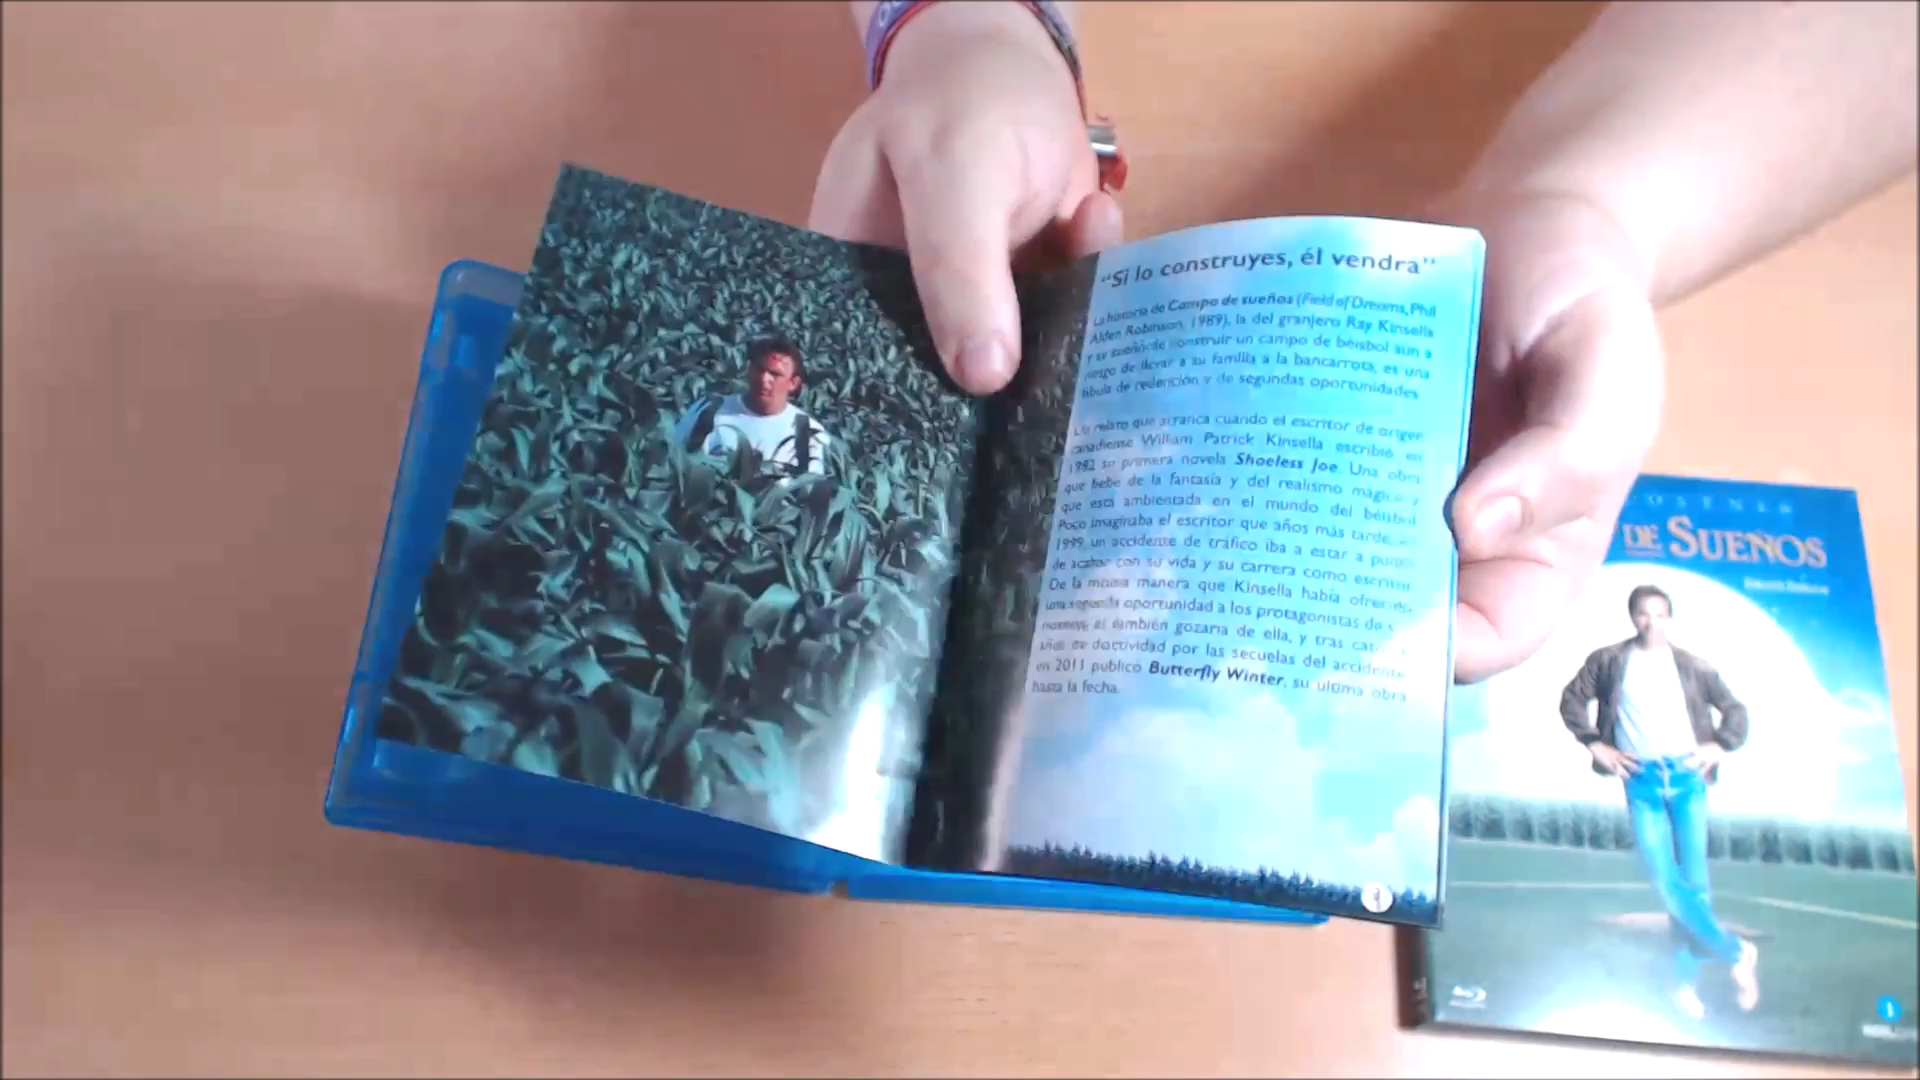 "Si lo construyes, él vendra"
La historia de Campo de sueños (Field of Dreams, Phil
Alden Robinson, 1989), la del granjero Ray Kinsella
y su sueño de construir un campo de béisbol aun a
riesgo de llevar a su familia a la bancarrota, es una
fábula de redención y de segundas oportunidades
Un relato que arranca cuando el escritor de origen
canadiense William Patrick Kinsella escribió en
1982 su primera novela Shoeless Joe. Una obra
que bebe de la fantasía y del realismo mágico y
que está ambientada en el mundo del béisbol
Poco imaginaba el escritor que años más tarde, en
un accidente de tráfico iba a estar a punto
de acabar con su vida y su carrera como escritor
De la misma manera que Kinsella había ofrecido
una segunda oportunidad a los protagonistas de
también gozaria de ella, y tras
años de inactividad por las secuelas del accidente
en 2011 publicó Butterfly Winter, su ultima obra
hasta la fecha.
DE SUEÑOS